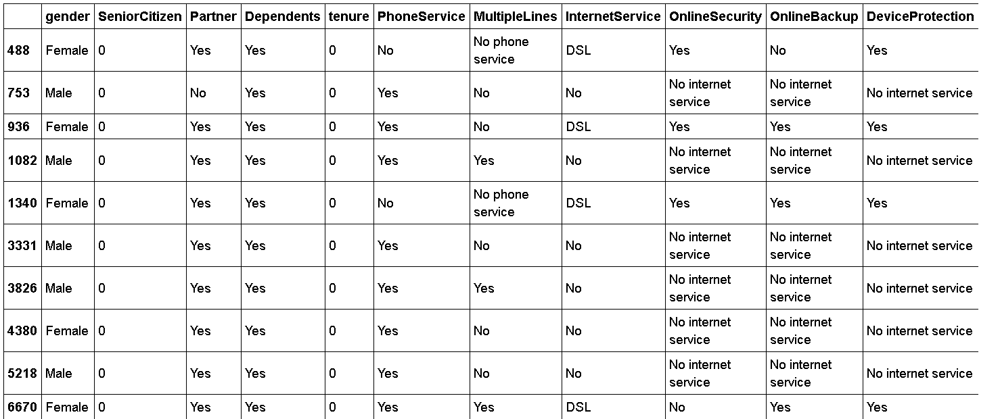 gender SeniorCitizen Partner Dependents tenure PhoneService MultipleLines InternetService OnlineSecurity OnlineBackup DeviceProtection
488 Female 0 Yes Yes 0 No No phone service DSL Yes No Yes
753 Male 0 No Yes 0 Yes No No No internet service No internet service No internet service
936 Female 0 Yes Yes 0 Yes No DSL Yes Yes Yes
1082 Male 0 Yes Yes 0 Yes Yes No No internet service No internet service No internet service
1340 Female 0 Yes Yes 0 No No phone service DSL Yes Yes Yes
3331 Male 0 Yes Yes 0 Yes No No No internet service No internet service No internet service
3826 Male 0 Yes Yes 0 Yes Yes No No internet service No internet service No internet service
4380 Female 0 Yes Yes 0 Yes No No No internet service No internet service No internet service
5218 Male 0 Yes Yes 0 Yes No No No internet service No internet service No internet service
6670 Female 0 Yes Yes 0 Yes Yes DSL No Yes Yes